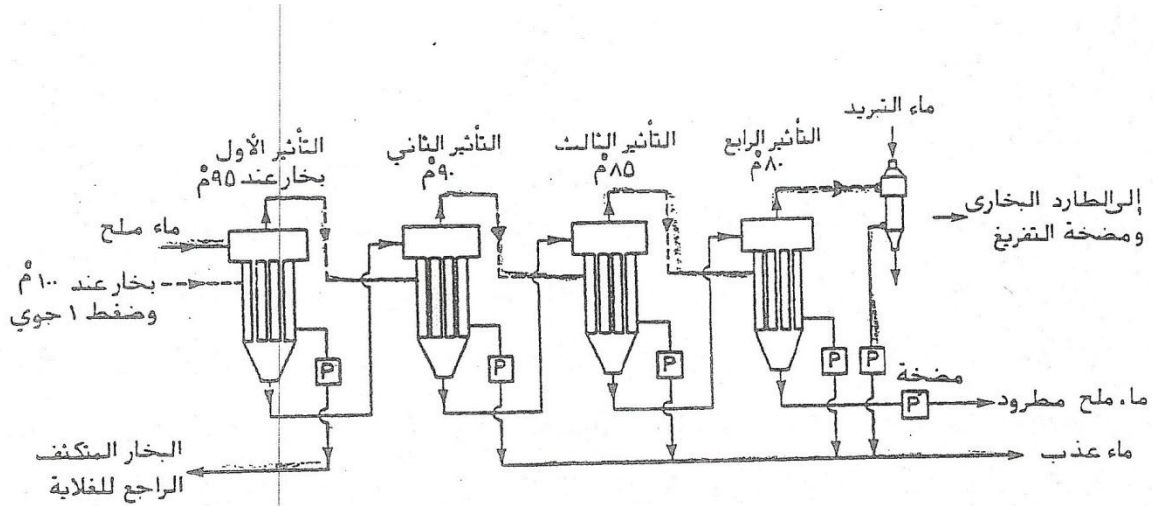 ماء التبريد
التأثير الأول
بخار عند ٩٥°م
التأثير الثاني
٩٠°م
التأثير الثالث
٨٥°م
التأثير الرابع
٨٠°م
إلى الطارد البخارى
ومضخة التفريغ
ماء ملح
بخار عند ١٠٠°م
وضغط ١ جوي
P
P
P
P
P
مضخة
P
ماء ملح مطرود
ماء عذب
البخار المتكثف
الراجع للغلاية